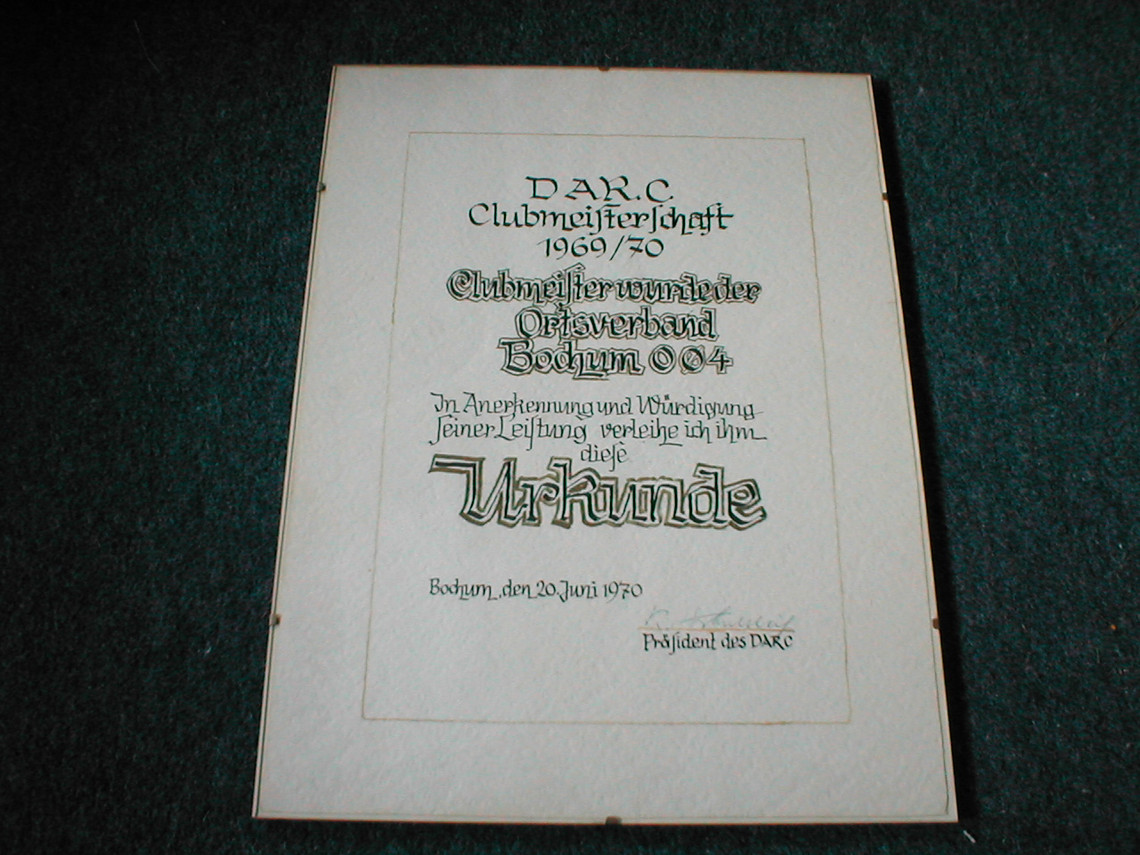 DAR.C.
Clubmeisterschaft
1969/70
Clubmeister wurde der
Ortsverband
Bochum O04
In Anerkennung und Würdigung
seiner Leistung verleihe ich ihm
diese
Urkunde
Bochum, den 20. Juni 1970
Präsident des DARC